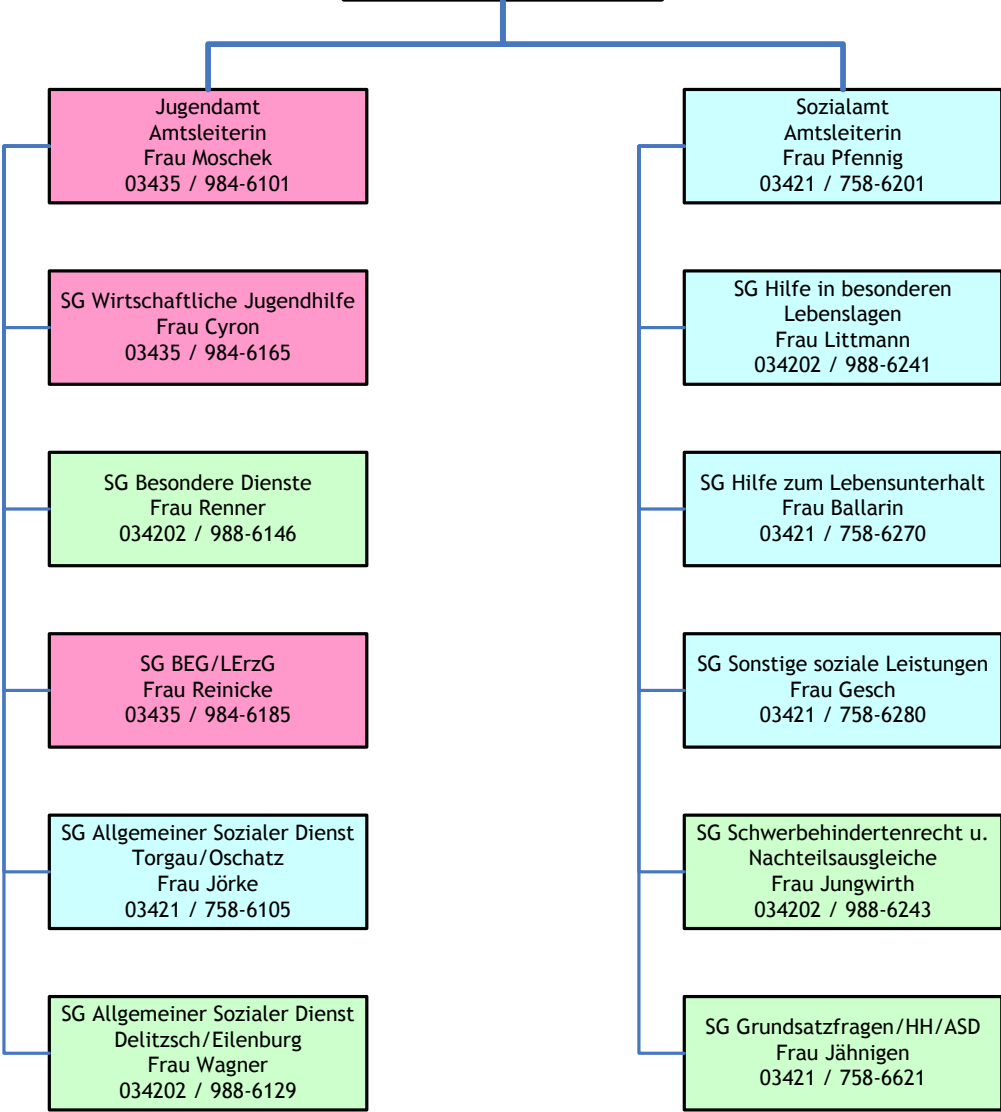 Jugendamt
Amtsleiterin
Frau Moschek
03435 / 984-6101
SG Wirtschaftliche Jugendhilfe
Frau Cyron
03435 / 984-6165
SG Besondere Dienste
Frau Renner
034202 / 988-6146
SG BEG/LErzG
Frau Reinicke
03435 / 984-6185
SG Allgemeiner Sozialer Dienst
Torgau/Oschatz
Frau Jörke
03421 / 758-6105
SG Allgemeiner Sozialer Dienst
Delitzsch/Eilenburg
Frau Wagner
034202 / 988-6129
Sozialamt
Amtsleiterin
Frau Pfennig
03421 / 758-6201
SG Hilfe in besonderen
Lebenslagen
Frau Littmann
034202 / 988-6241
SG Hilfe zum Lebensunterhalt
Frau Ballarin
03421 / 758-6270
SG Sonstige soziale Leistungen
Frau Gesch
03421 / 758-6280
SG Schwerbehindertenrecht u.
Nachteilsausgleiche
Frau Jungwirth
034202 / 988-6243
SG Grundsatzfragen/HH/ASD
Frau Jähnigen
03421 / 758-6621